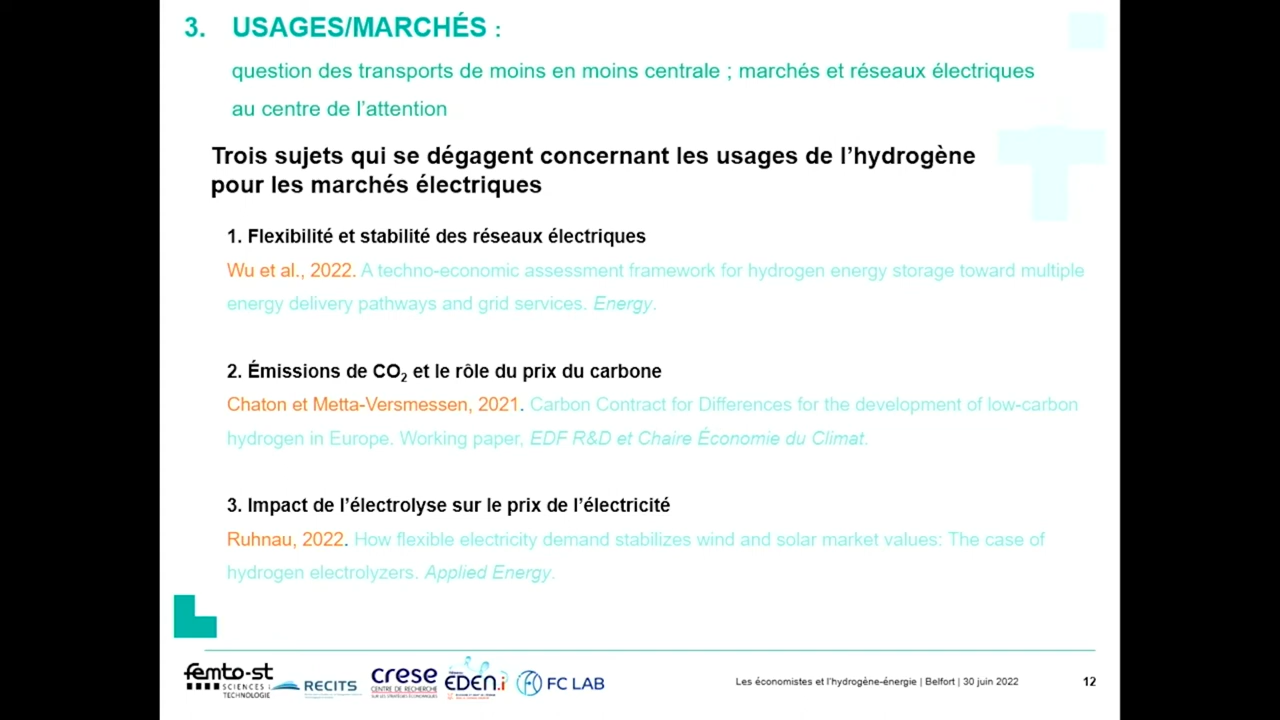 3. USAGES/MARCHÉS :
question des transports de moins en moins centrale ; marchés et réseaux électriques
au centre de l'attention
Trois sujets qui se dégagent concernant les usages de l'hydrogène
pour les marchés électriques
1. Flexibilité et stabilité des réseaux électriques
Wu et al., 2022. A techno-economic assessment framework for hydrogen energy storage toward multiple
energy delivery pathways and grid services. Energy.
2. Émissions de CO2 et le rôle du prix du carbone
Chaton et Metta-Versmessen, 2021. Carbon Contract for Differences for the development of low-carbon
hydrogen in Europe. Working paper, EDF R&D et Chaire Économie du Climat.
3. Impact de l'électrolyse sur le prix de l'électricité
Ruhnau, 2022. How flexible electricity demand stabilizes wind and solar market values: The case of
hydrogen electrolyzers. Applied Energy.
femto-st
SCIENCES &
TECHNOLOGIE
RECITS
crese
CENTRE DE RECHERCHE
SUR LES STRATÉGIES ÉCONOMIQUES
EDEN.i
FC LAB
Les économistes et l'hydrogène-énergie | Belfort | 30 juin 2022
12